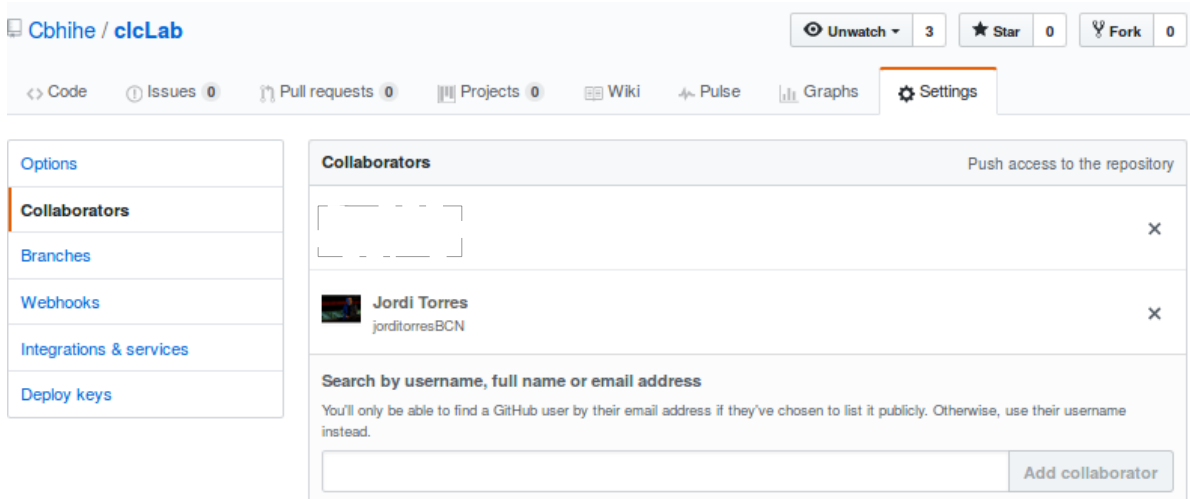 Cbhihe / clcLab
Unwatch 3 Star 0 Fork 0
Code Issues 0 Pull requests 0 Projects 0 Wiki Pulse Graphs Settings
Options
Collaborators
Branches
Webhooks
Integrations & services
Deploy keys
Collaborators Push access to the repository
Jordi Torres
jorditorresBCN
Search by username, full name or email address
You'll only be able to find a GitHub user by their email address if they've chosen to list it publicly. Otherwise, use their username
instead.
Add collaborator